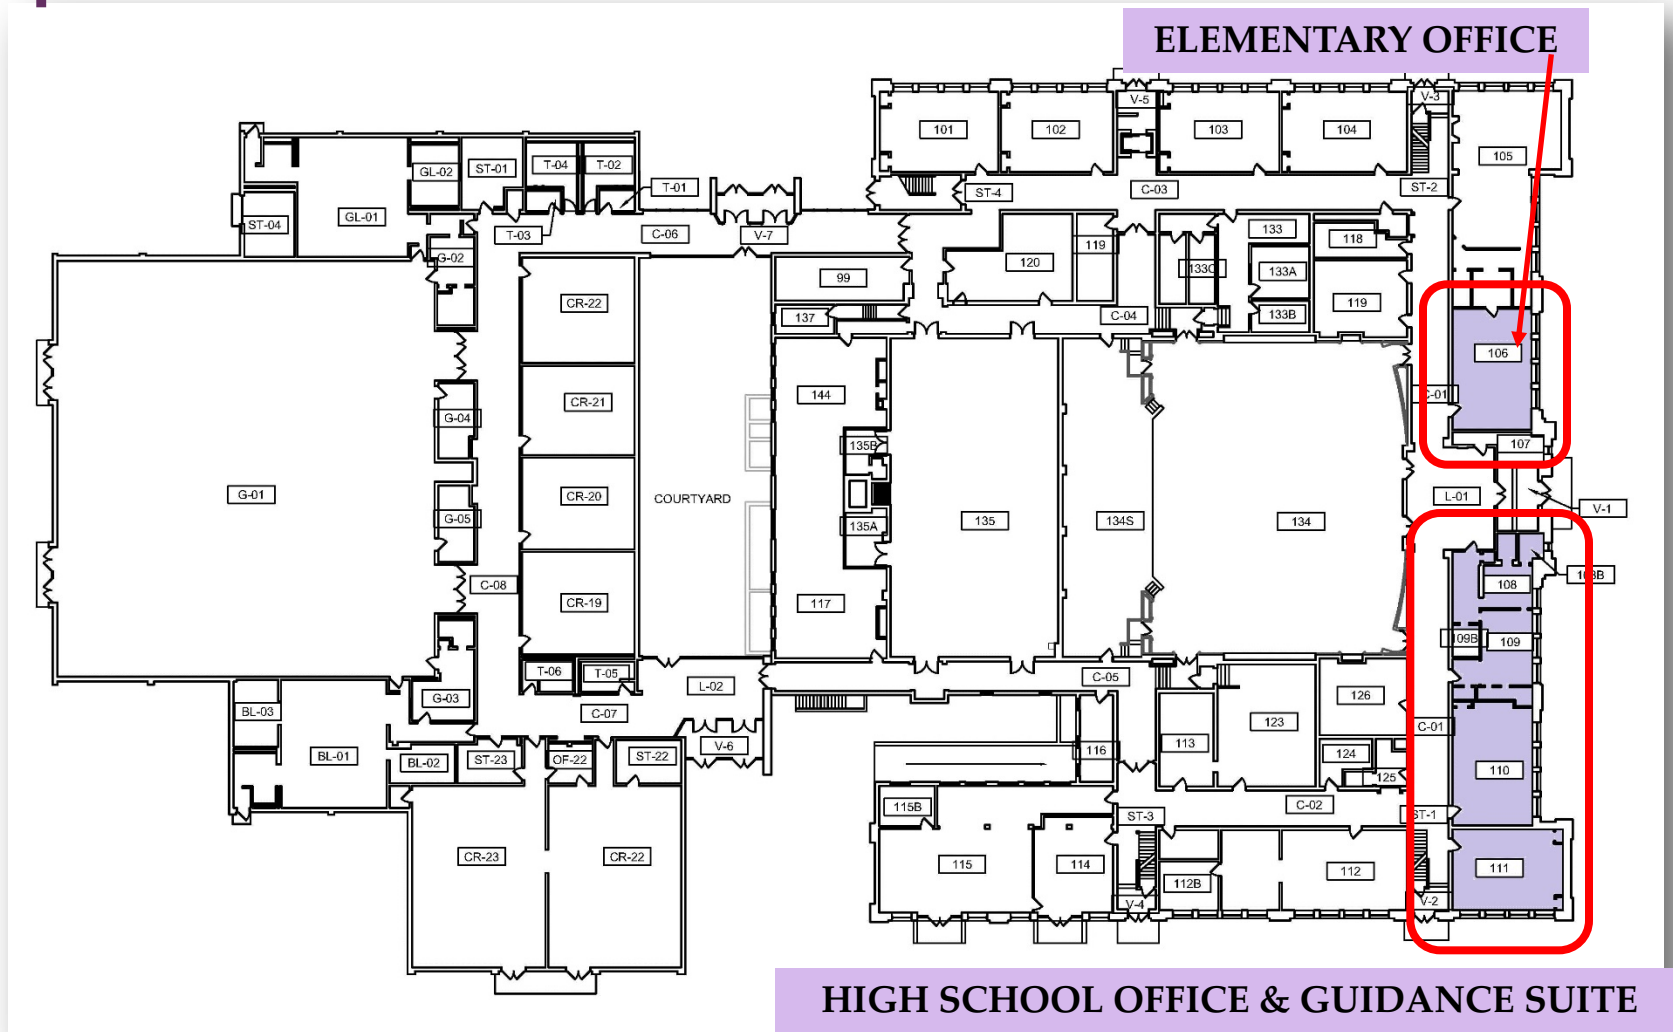 ELEMENTARY OFFICE
V-5
V-3
101
102
103
104
105
GL-02
ST-01
T-04
T-02
T-01
ST-4
C-03
ST-2
ST-04
GL-01
T-03
C-06
V-7
G-02
120
119
133
118
133C
133A
99
CR-22
119
137
C-04
133B
106
144
C-01
CR-21
G-04
135B
107
G-01
CR-20
COURTYARD
L-01
V-1
G-05
135A
135
134S
134
C-08
108
108B
CR-19
117
109B
109
T-06
T-05
L-02
C-05
G-03
126
BL-03
C-07
123
C-01
V-6
116
113
BL-01
BL-02
ST-23
OF-22
ST-22
124
125
110
115B
C-02
ST-3
ST-1
CR-23
CR-22
115
114
112
111
112B
V-4
V-2
HIGH SCHOOL OFFICE & GUIDANCE SUITE